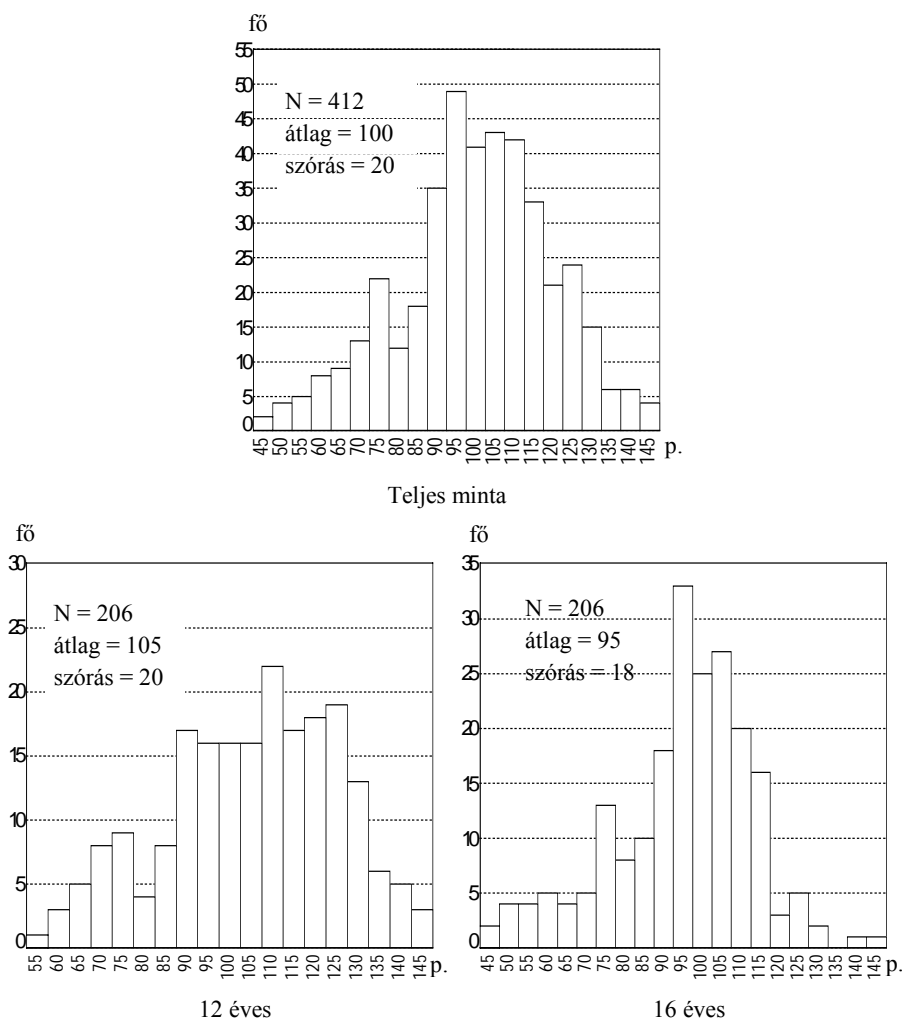 fő
55
50
45
40
35
30
25
20
15
10
5
0
N = 412
átlag = 100
szórás = 20
45 50 55 60 65 70 75 80 85 90 95 100 105 110 115 120 125 130 135 140 145 p.
Teljes minta
fő
30
25
20
15
10
5
0
N = 206
átlag = 105
szórás = 20
55 60 65 70 75 80 85 90 95 100 105 110 115 120 125 130 135 140 145 p.
12 éves
fő
35
30
25
20
15
10
5
0
N = 206
átlag = 95
szórás = 18
45 50 55 60 65 70 75 80 85 90 95 100 105 110 115 120 125 130 135 140 145 p.
16 éves